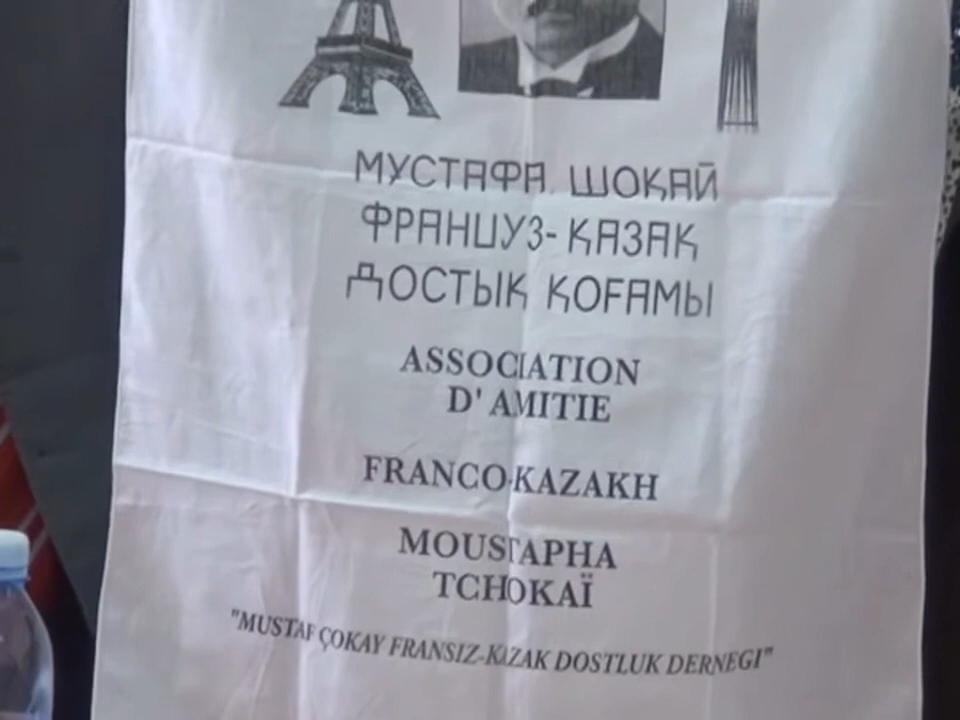 МУСТАФА ШОҚАЙ
ФРАНЦУЗ-ҚАЗАҚ
ДОСТЫҚ ҚОҒАМЫ
ASSOCIATION
D' AMITIE
FRANCO-KAZAKH
MOUSTAPHA
TCHOKAÏ
"MUSTAF ÇOKAY FRANSIZ-KAZAK DOSTLUK DERNEGI"